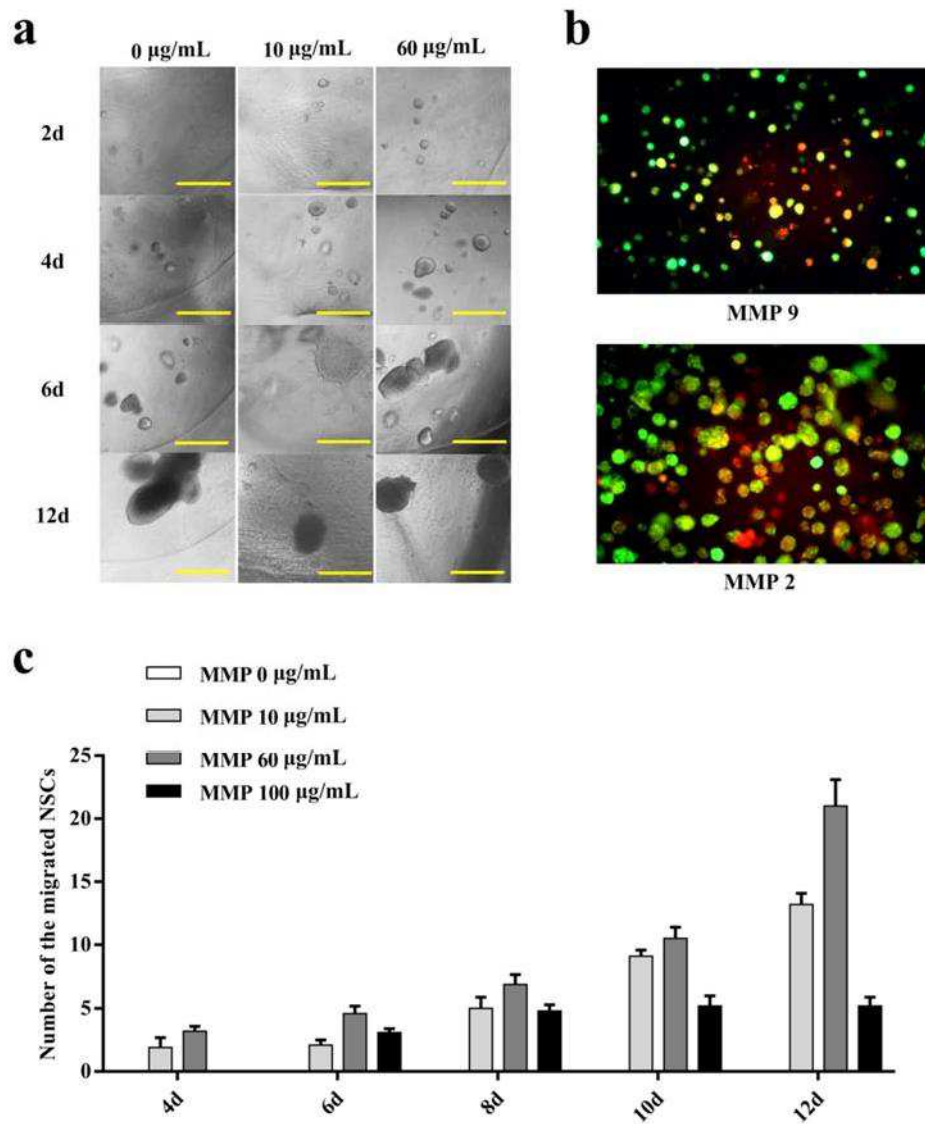 a
0 μg/mL 10 μg/mL 60 μg/mL
2d
4d
6d
12d
b
MMP 9
MMP 2
c
MMP 0 μg/mL
MMP 10 μg/mL
MMP 60 μg/mL
MMP 100 μg/mL
Number of the migrated NSCs
25
20
15
10
5
0
4d 6d 8d 10d 12d